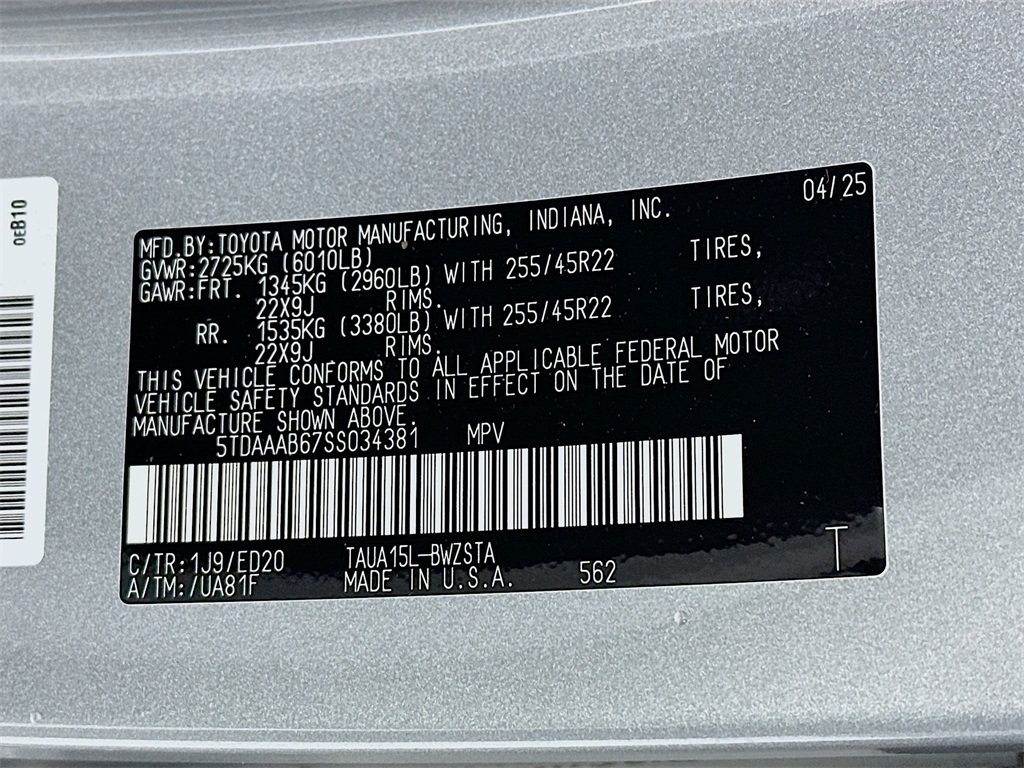 0EB10
04/25
MFD.BY:TOYOTA MOTOR MANUFACTURING, INDIANA, INC.
GVWR:2725KG (6010LB)
GAWR:FRT. 1345KG (2960LB) WITH 255/45R22 TIRES,
22X9J RIMS.
RR. 1535KG (3380LB) WITH 255/45R22 TIRES,
22X9J RIMS.
THIS VEHICLE CONFORMS TO ALL APPLICABLE FEDERAL MOTOR
VEHICLE SAFETY STANDARDS IN EFFECT ON THE DATE OF
MANUFACTURE SHOWN ABOVE.
5TDAAAB67SS034381 MPV
C/TR:1J9/ED20 TAUA15L-BWZSTA
A/TM:/UA81F MADE IN U.S.A. 562
T